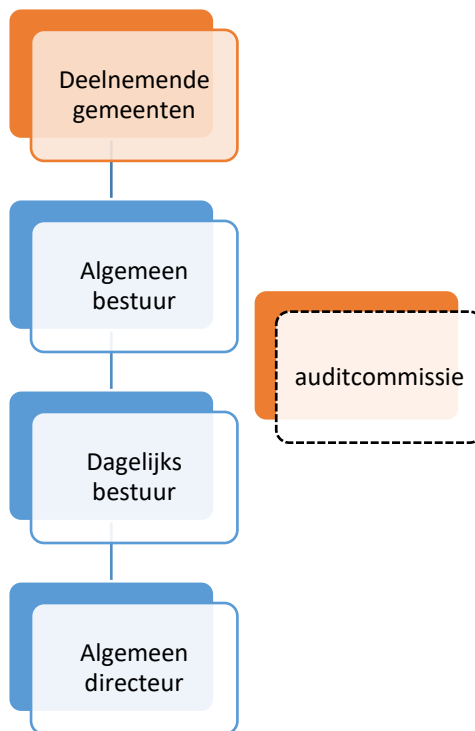 Deelnemende
gemeenten
Algemeen
bestuur
auditcommissie
Dagelijks
bestuur
Algemeen
directeur